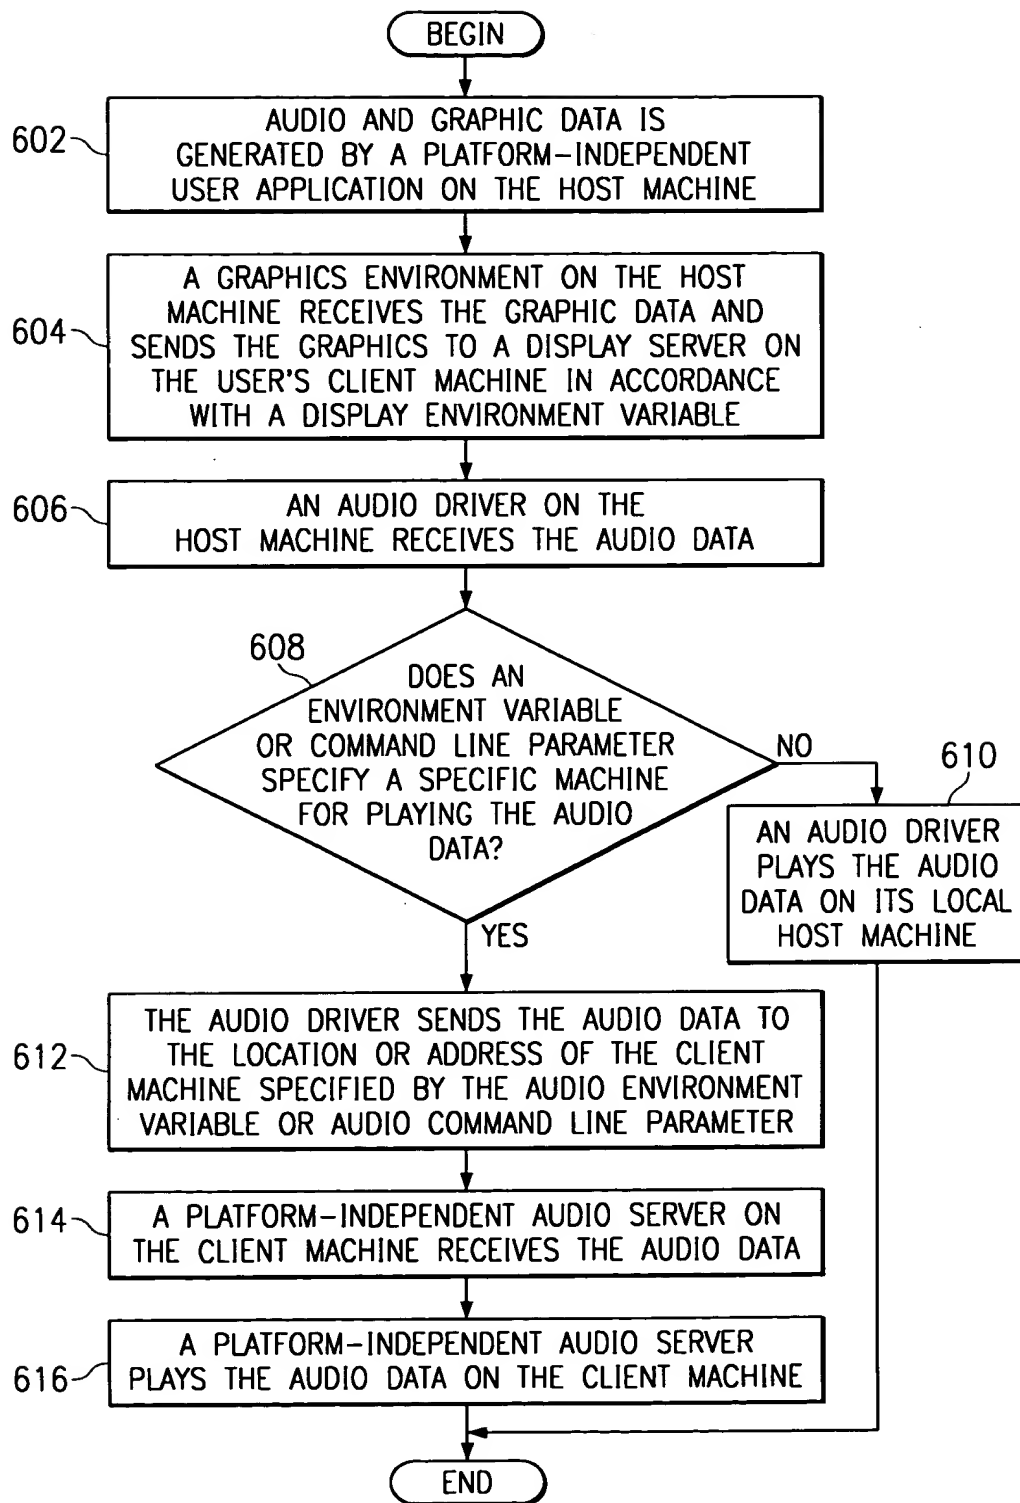 BEGIN
602
AUDIO AND GRAPHIC DATA IS
GENERATED BY A PLATFORM-INDEPENDENT
USER APPLICATION ON THE HOST MACHINE
604
A GRAPHICS ENVIRONMENT ON THE HOST
MACHINE RECEIVES THE GRAPHIC DATA AND
SENDS THE GRAPHICS TO A DISPLAY SERVER ON
THE USER'S CLIENT MACHINE IN ACCORDANCE
WITH A DISPLAY ENVIRONMENT VARIABLE
606
AN AUDIO DRIVER ON THE
HOST MACHINE RECEIVES THE AUDIO DATA
608
DOES AN
ENVIRONMENT VARIABLE
OR COMMAND LINE PARAMETER
SPECIFY A SPECIFIC MACHINE
FOR PLAYING THE AUDIO
DATA?
NO
610
AN AUDIO DRIVER
PLAYS THE AUDIO
DATA ON ITS LOCAL
HOST MACHINE
YES
612
THE AUDIO DRIVER SENDS THE AUDIO DATA TO
THE LOCATION OR ADDRESS OF THE CLIENT
MACHINE SPECIFIED BY THE AUDIO ENVIRONMENT
VARIABLE OR AUDIO COMMAND LINE PARAMETER
614
A PLATFORM-INDEPENDENT AUDIO SERVER ON
THE CLIENT MACHINE RECEIVES THE AUDIO DATA
616
A PLATFORM-INDEPENDENT AUDIO SERVER
PLAYS THE AUDIO DATA ON THE CLIENT MACHINE
END